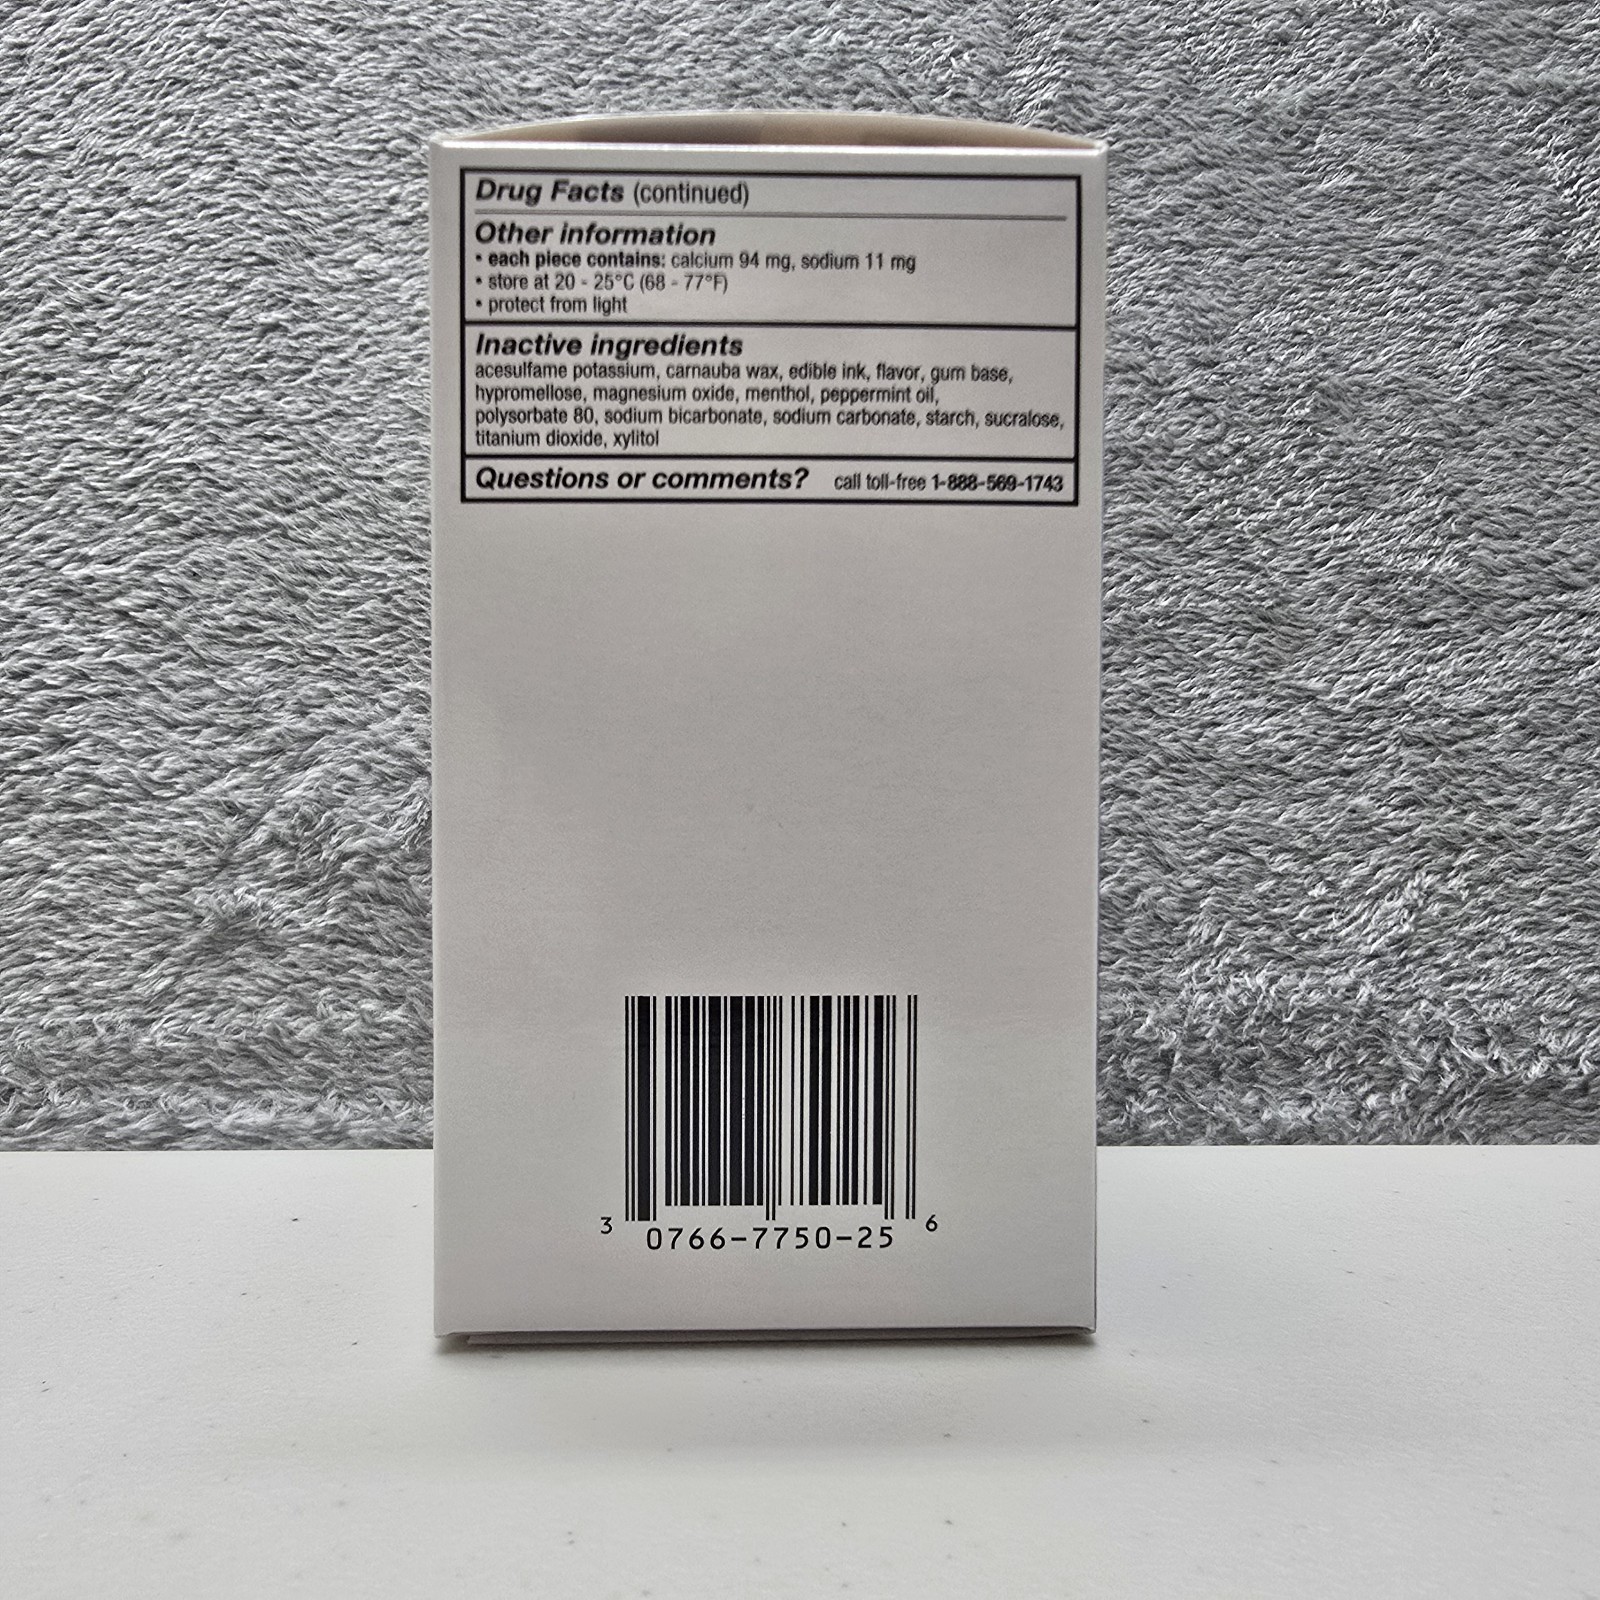 Drug Facts (continued)
Other information
• each piece contains: calcium 94 mg, sodium 11 mg
• store at 20 - 25°C (68 - 77°F)
• protect from light
Inactive ingredients
acesulfame potassium, carnauba wax, edible ink, flavor, gum base,
hypromellose, magnesium oxide, menthol, peppermint oil,
polysorbate 80, sodium bicarbonate, sodium carbonate, starch, sucralose,
titanium dioxide, xylitol
Questions or comments? call toll-free 1-888-569-1743
3 0766-7750-25 6